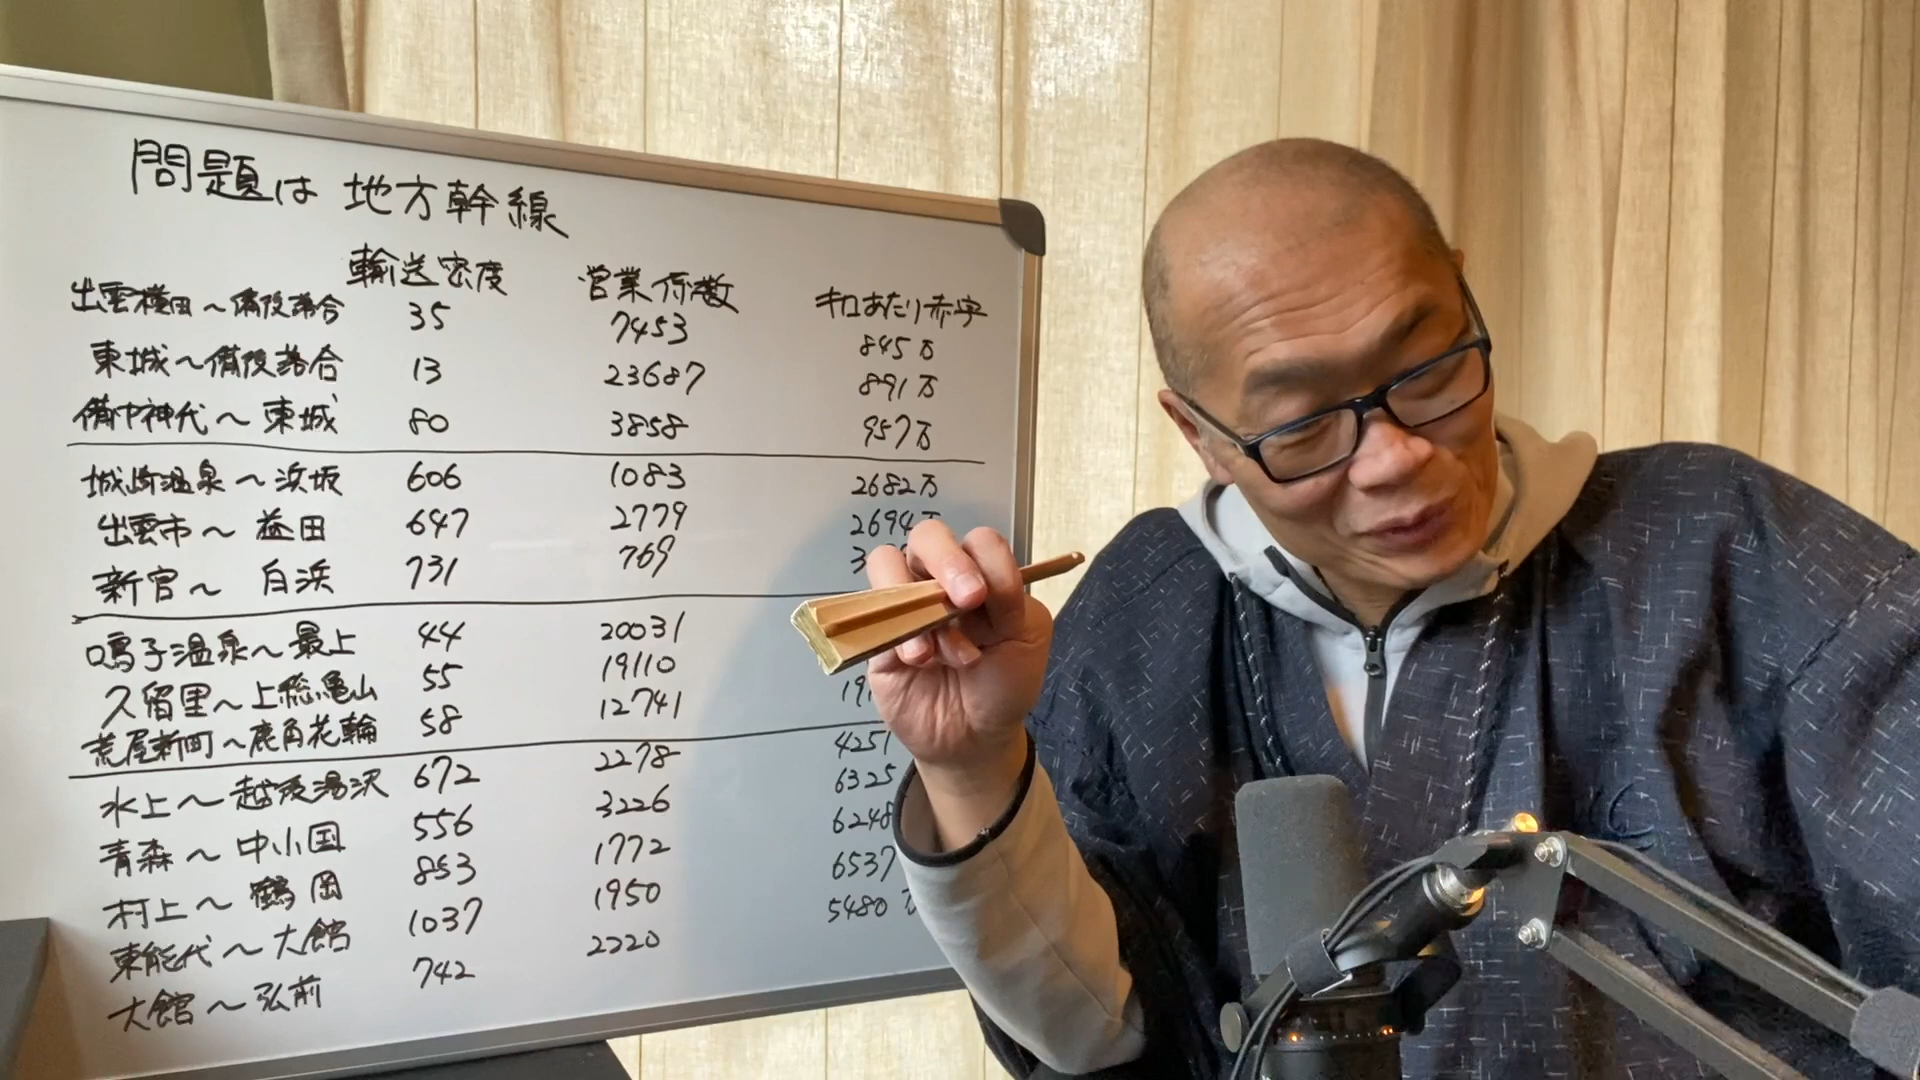 問題は 地方幹線
輸送密度 営業係数 キロあたり赤字
出雲横田～備後落合 35 7453 845万
東城～備後落合 13 23687 891万
備中神代～東城 80 3858 957万
城崎温泉～浜坂 606 1083 2682万
出雲市～益田 647 2779 2694万
新宮～白浜 731 769 3
鳴子温泉～最上 44 20031
久留里～上総亀山 55 19110 19
荒屋新町～鹿角花輪 58 12741
水上～越後湯沢 672 2278 4251
青森～中小国 556 3226 6325
村上～鶴岡 853 1772 6248
東能代～大館 1037 1950 6537
大館～弘前 742 2220 5480万